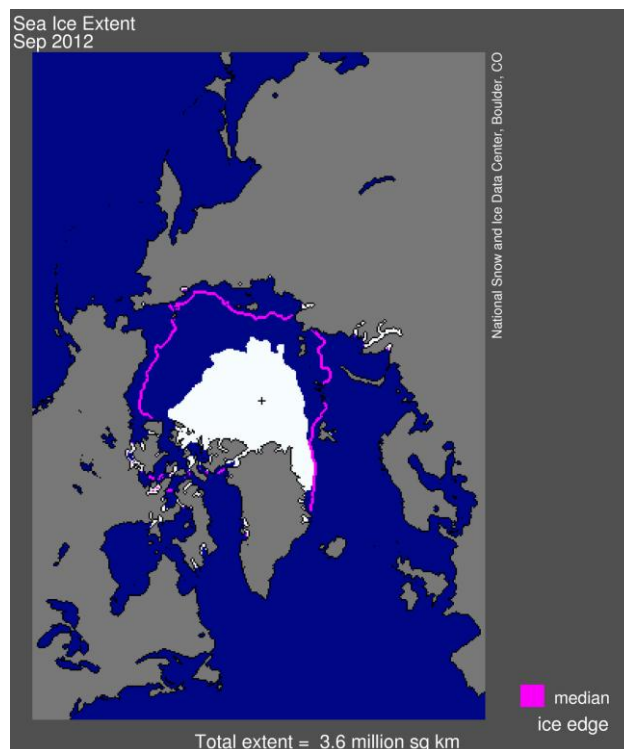 Sea Ice Extent
Sep 2012
National Snow and Ice Data Center, Boulder, CO
median
ice edge
Total extent = 3.6 million sq km